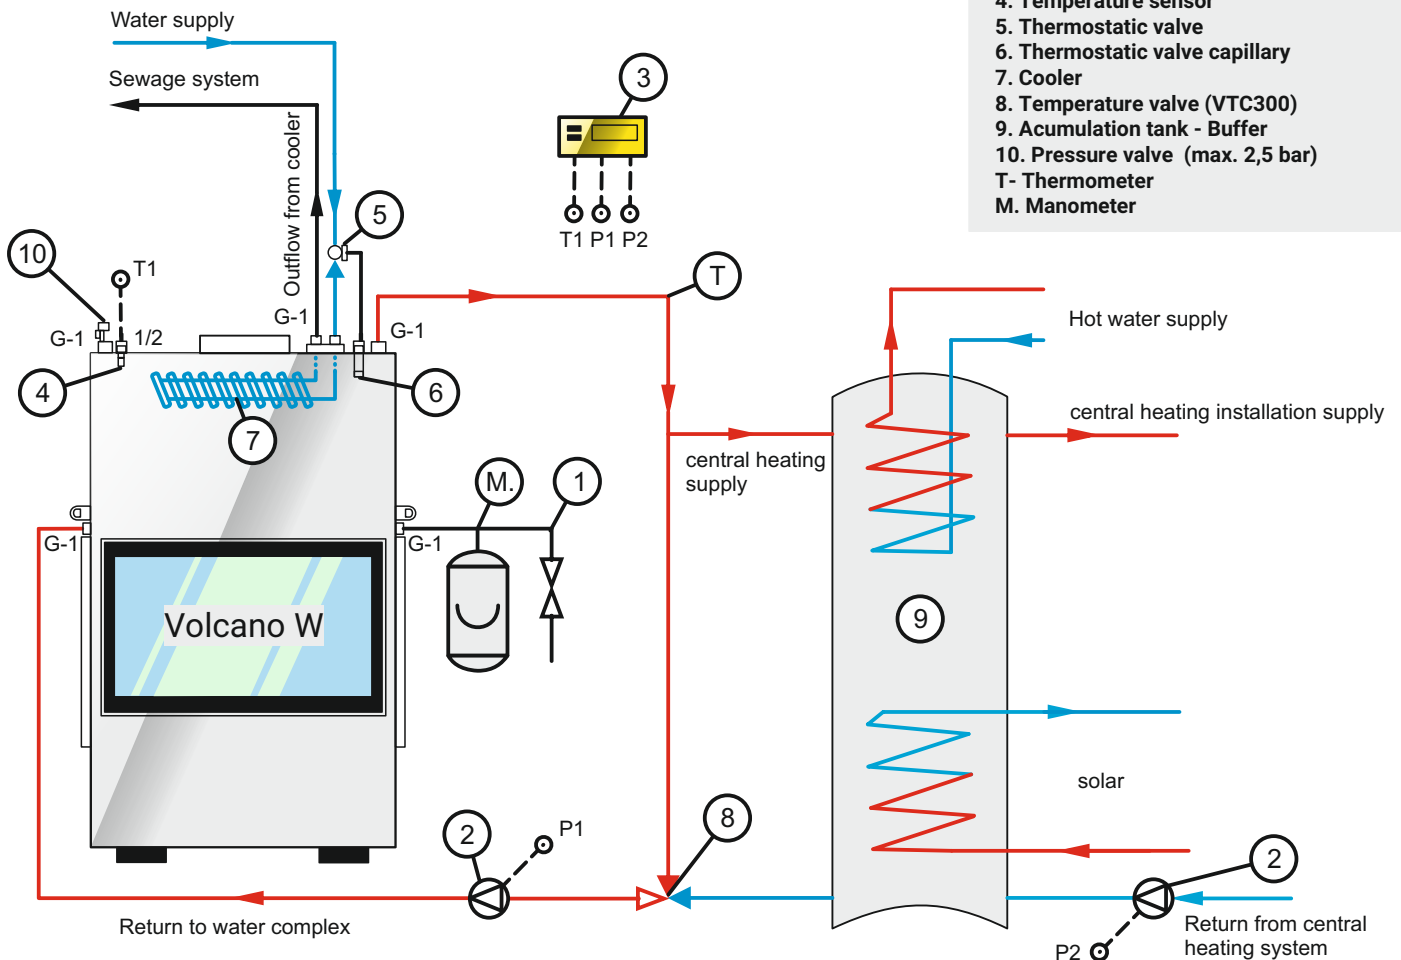 4. Temperature sensor
5. Thermostatic valve
6. Thermostatic valve capillary
7. Cooler
8. Temperature valve (VTC300)
9. Acumulation tank - Buffer
10. Pressure valve (max. 2,5 bar)
T- Thermometer
M. Manometer
Water supply
Sewage system
Outflow from cooler
3
T1 P1 P2
5
10
T1
G-1
1/2
G-1
G-1
T
4
6
7
Hot water supply
central heating installation supply
central heating
supply
M.
1
G-1
G-1
Volcano W
9
solar
8
2
P1
2
Return to water complex
Return from central
heating system
P2